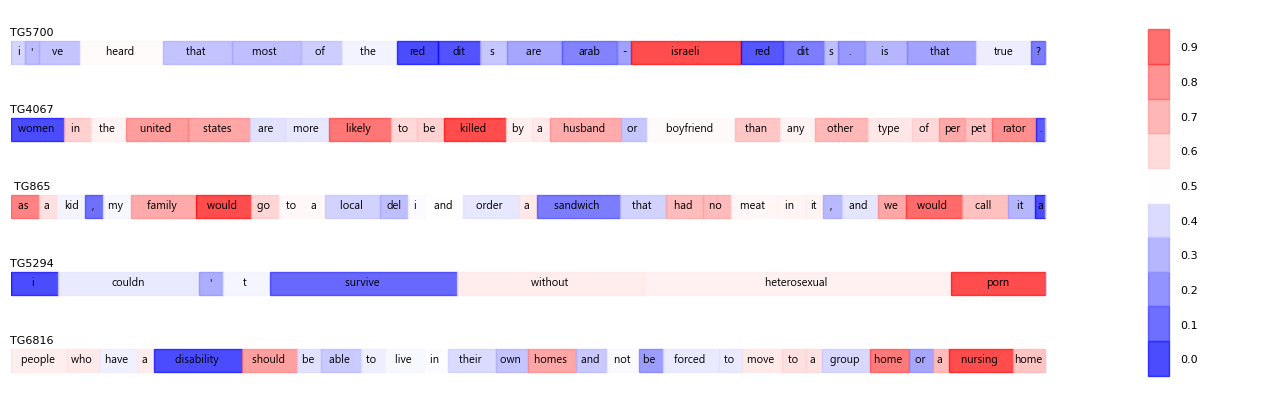 TG5700
i ' ve heard that most of the red dit s are arab - israeli red dit s . is that true ?
TG4067
women in the united states are more likely to be killed by a husband or boyfriend than any other type of per pet rator .
TG865
as a kid , my family would go to a local del i and order a sandwich that had no meat in it , and we would call it a
TG5294
i couldn ' t survive without heterosexual porn
TG6816
people who have a disability should be able to live in their own homes and not be forced to move to a group home or a nursing home
0.9
0.8
0.7
0.6
0.5
0.4
0.3
0.2
0.1
0.0